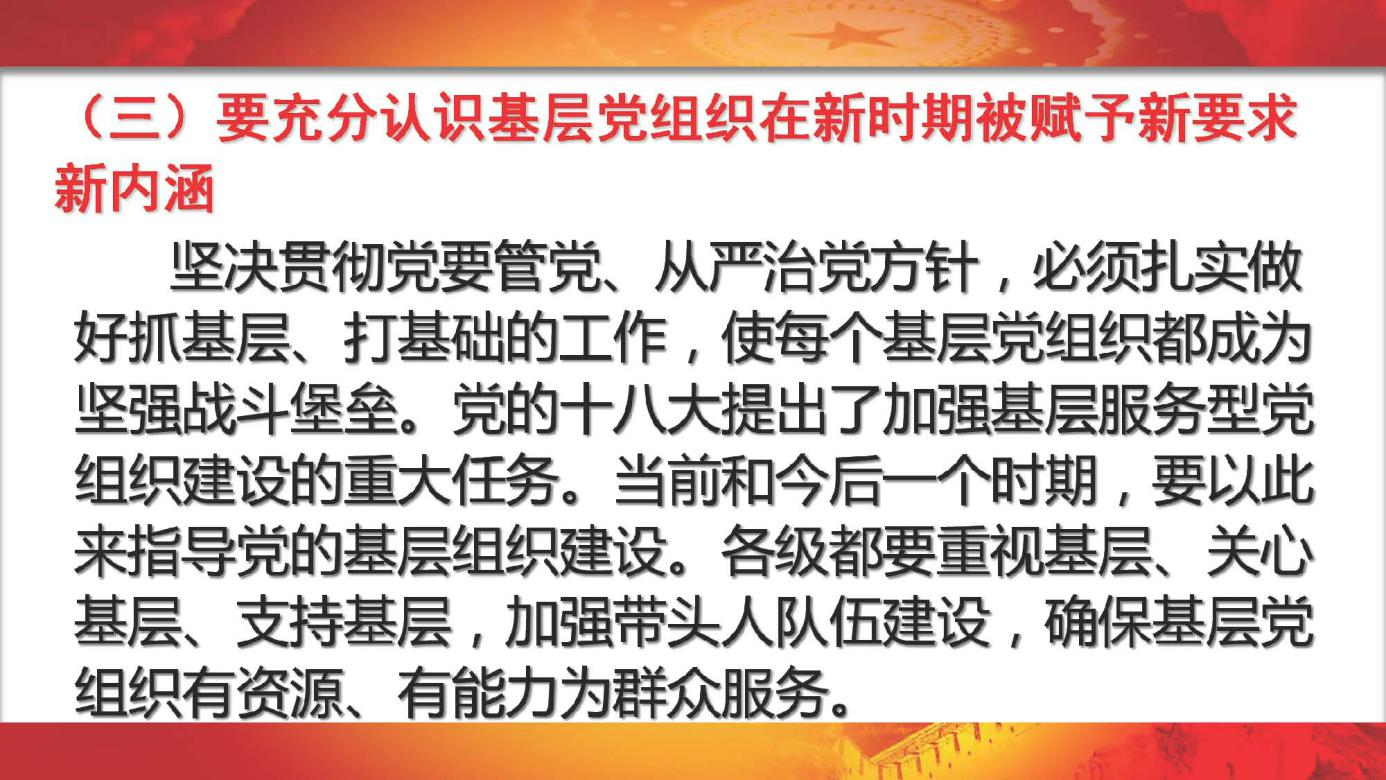 （三）要充分认识基层党组织在新时期被赋予新要求
新内涵
坚决贯彻党要管党、从严治党方针，必须扎实做
好抓基层、打基础的工作，使每个基层党组织都成为
坚强战斗堡垒。党的十八大提出了加强基层服务型党
组织建设的重大任务。当前和今后一个时期，要以此
来指导党的基层组织建设。各级都要重视基层、关心
基层、支持基层，加强带头人队伍建设，确保基层党
组织有资源、有能力为群众服务。